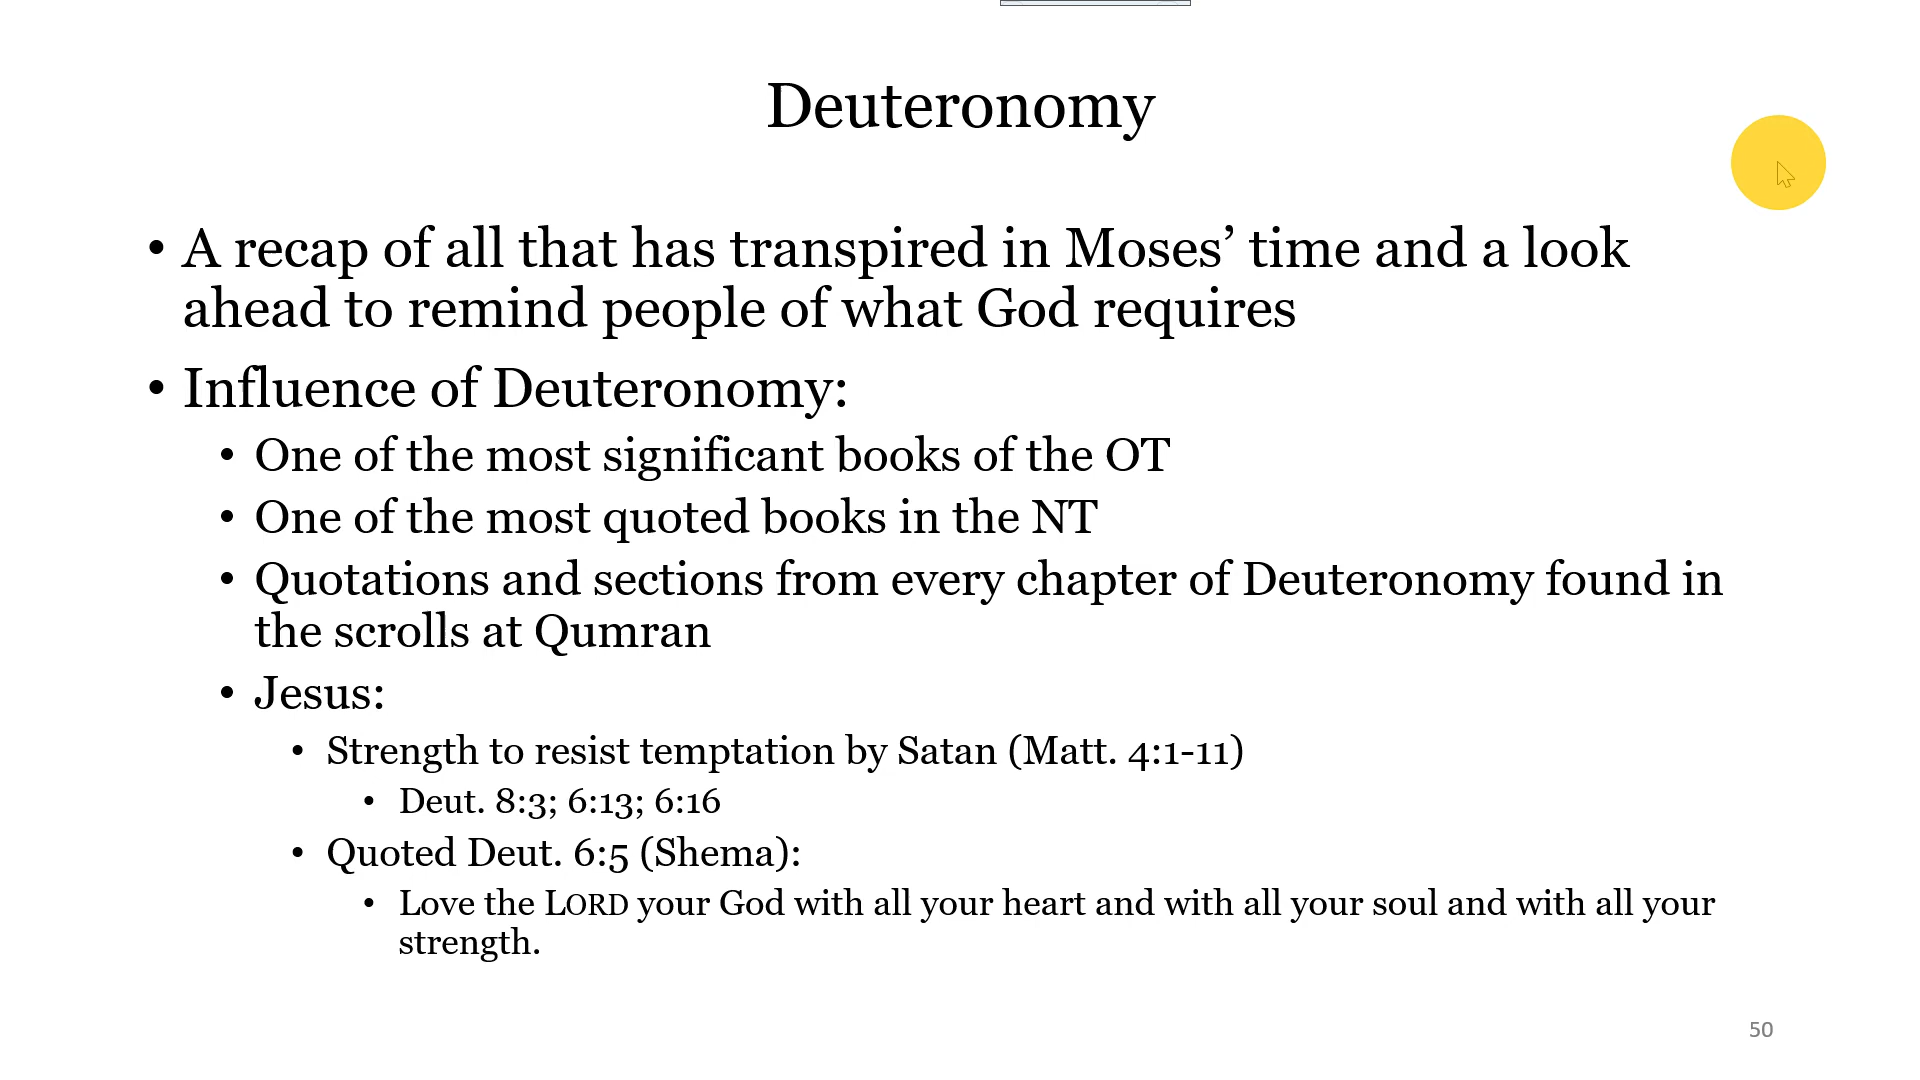 Deuteronomy
• A recap of all that has transpired in Moses’ time and a look
ahead to remind people of what God requires
• Influence of Deuteronomy:
• One of the most significant books of the OT
• One of the most quoted books in the NT
• Quotations and sections from every chapter of Deuteronomy found in
the scrolls at Qumran
• Jesus:
• Strength to resist temptation by Satan (Matt. 4:1-11)
• Deut. 8:3; 6:13; 6:16
• Quoted Deut. 6:5 (Shema):
• Love the LORD your God with all your heart and with all your soul and with all your
strength.
50